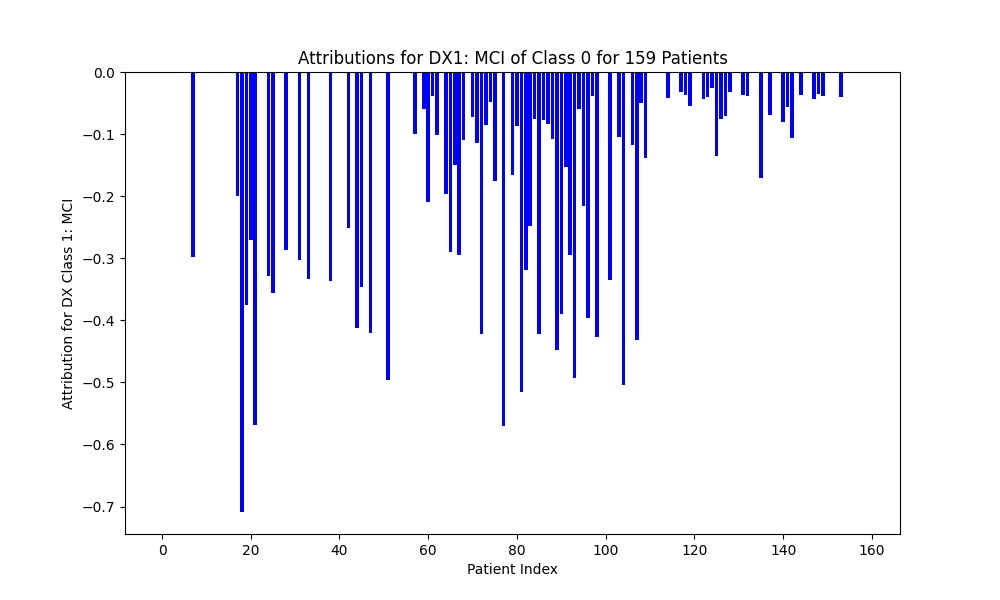 Attributions for DX1: MCI of Class 0 for 159 Patients
Attribution for DX Class 1: MCI
0.0
−0.1
−0.2
−0.3
−0.4
−0.5
−0.6
−0.7
0 20 40 60 80 100 120 140 160
Patient Index